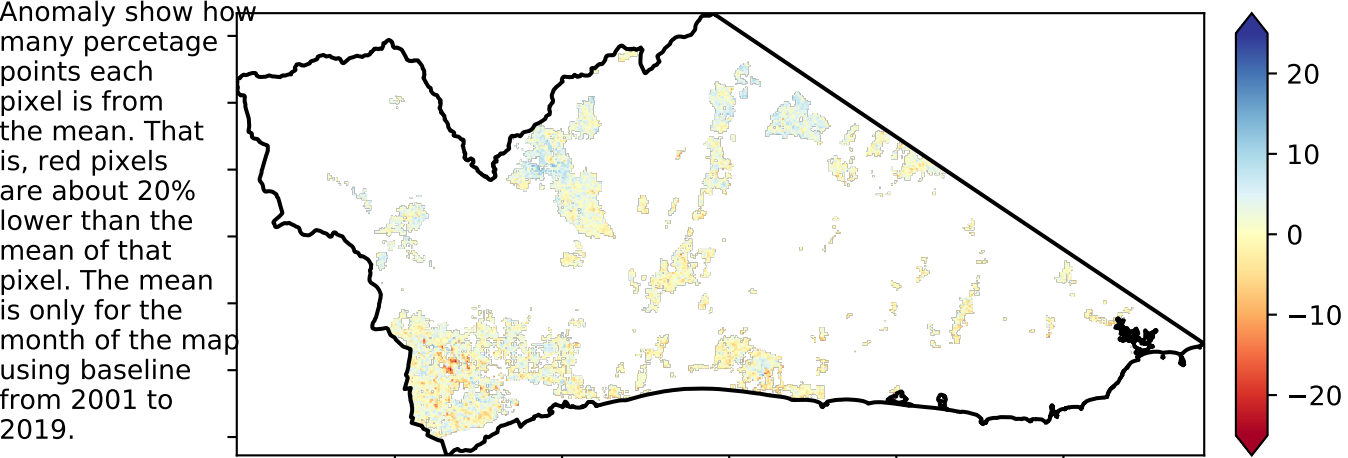 Anomaly show how
many percetage
points each
pixel is from
the mean. That
is, red pixels
are about 20%
lower than the
mean of that
pixel. The mean
is only for the
month of the map
using baseline
from 2001 to
2019.
20
10
0
−10
−20